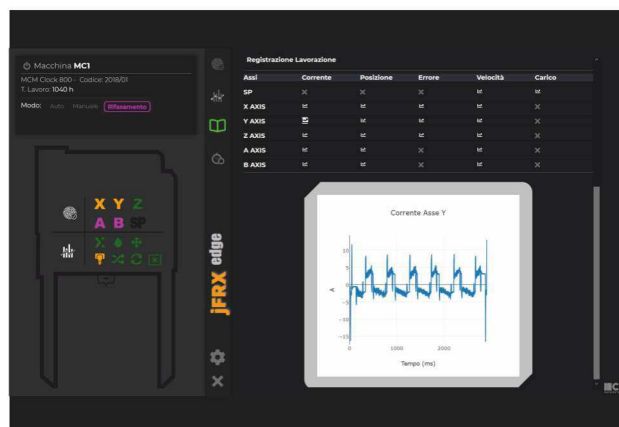 Macchina MC1
MCM Clock 800 - Codice: 2018/01
T. Lavoro: 1040 h
Modo: Auto Manuale Rifasamento
X Y Z
A B SP
jFRX edge
Registrazione Lavorazione
Assi Corrente Posizione Errore Velocità Carico
SP
X AXIS
Y AXIS
Z AXIS
A AXIS
B AXIS
Corrente Asse Y
10
5
0
−5
−10
−15
A
0 1000 2000
Tempo (ms)